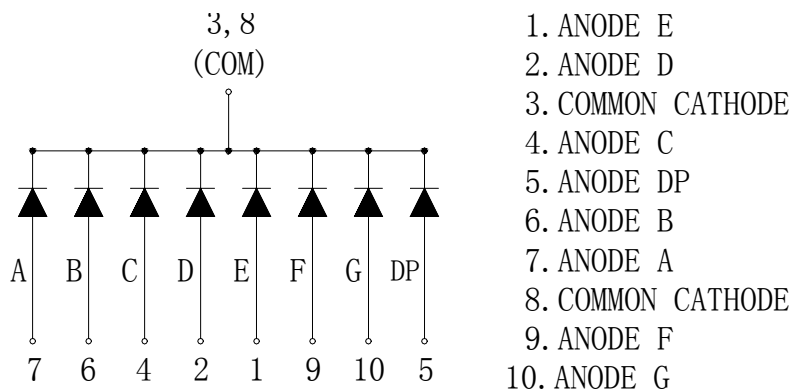 3,8
(COM)
A B C D E F G DP
7 6 4 2 1 9 10 5
1. ANODE E
2. ANODE D
3. COMMON CATHODE
4. ANODE C
5. ANODE DP
6. ANODE B
7. ANODE A
8. COMMON CATHODE
9. ANODE F
10. ANODE G